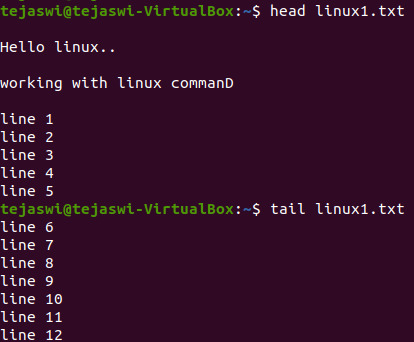 tejaswi@tejaswi-VirtualBox:~$ head linux1.txt
Hello linux..
working with linux commanD
line 1
line 2
line 3
line 4
line 5
tejaswi@tejaswi-VirtualBox:~$ tail linux1.txt
line 6
line 7
line 8
line 9
line 10
line 11
line 12